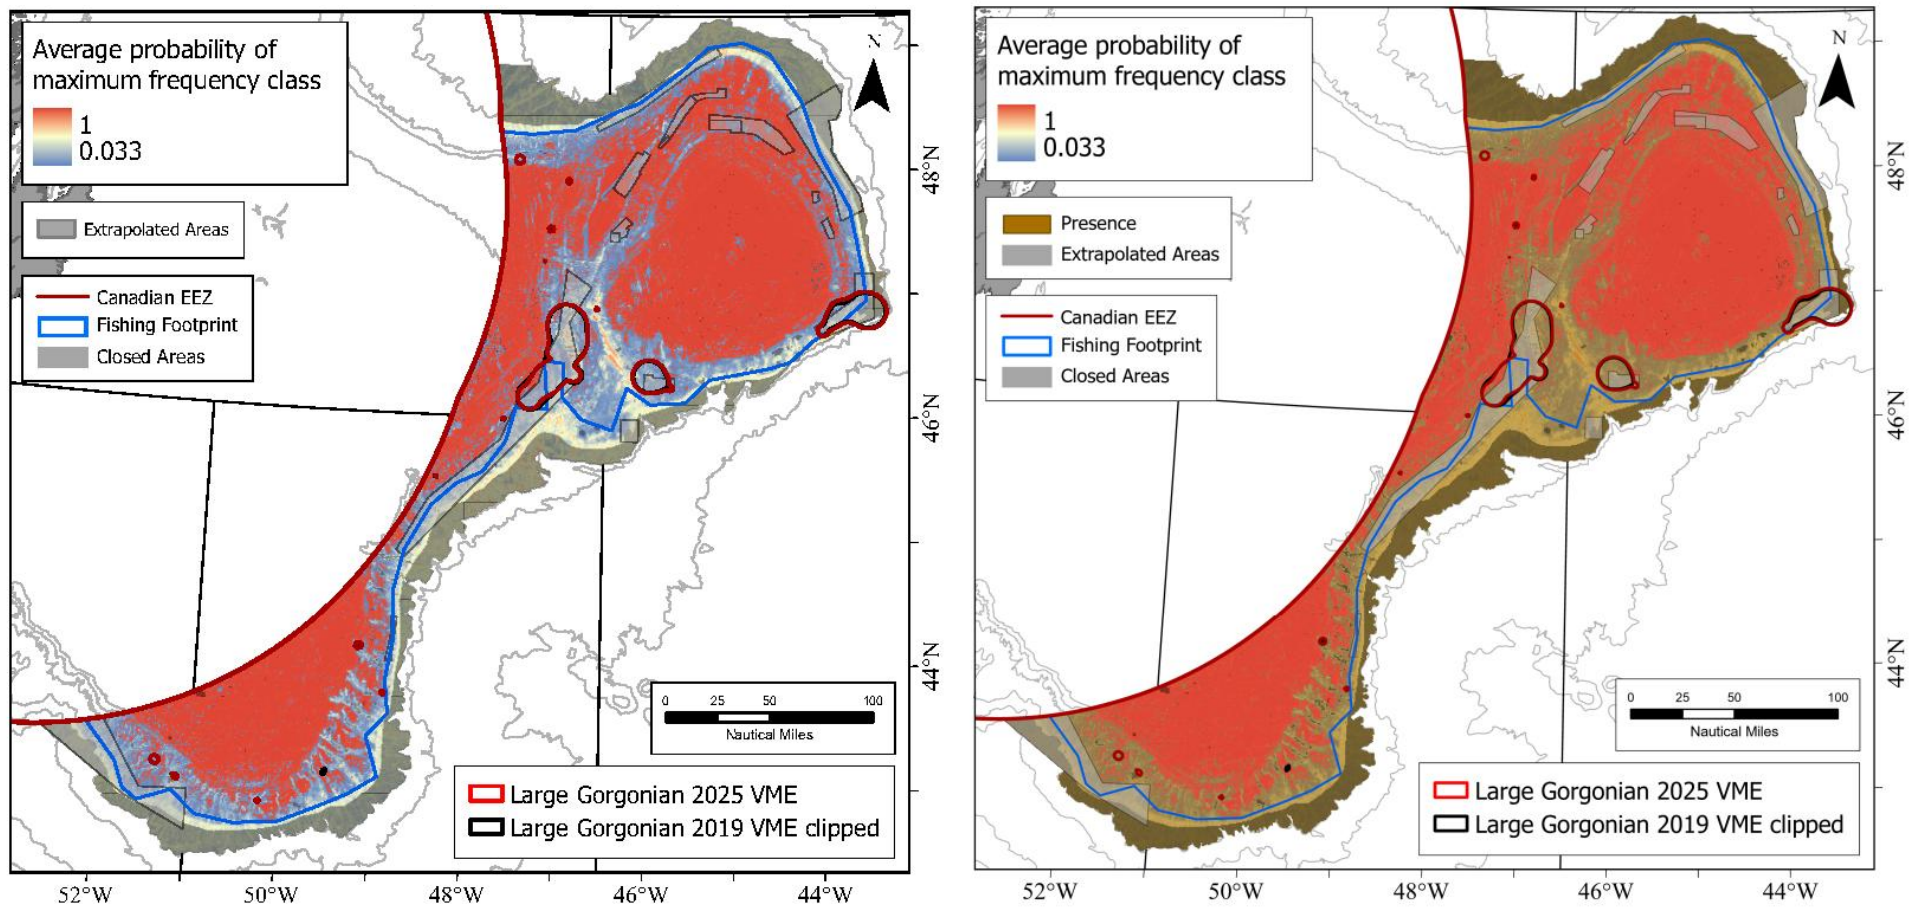 Average probability of
maximum frequency class
1
0.033
Extrapolated Areas
Canadian EEZ
Fishing Footprint
Closed Areas
N
48°N
46°N
44°N
0 25 50 100
Nautical Miles
Large Gorgonian 2025 VME
Large Gorgonian 2019 VME clipped
52°W 50°W 48°W 46°W 44°W
Average probability of
maximum frequency class
1
0.033
Presence
Extrapolated Areas
Canadian EEZ
Fishing Footprint
Closed Areas
N
48°N
46°N
44°N
0 25 50 100
Nautical Miles
Large Gorgonian 2025 VME
Large Gorgonian 2019 VME clipped
52°W 50°W 48°W 46°W 44°W